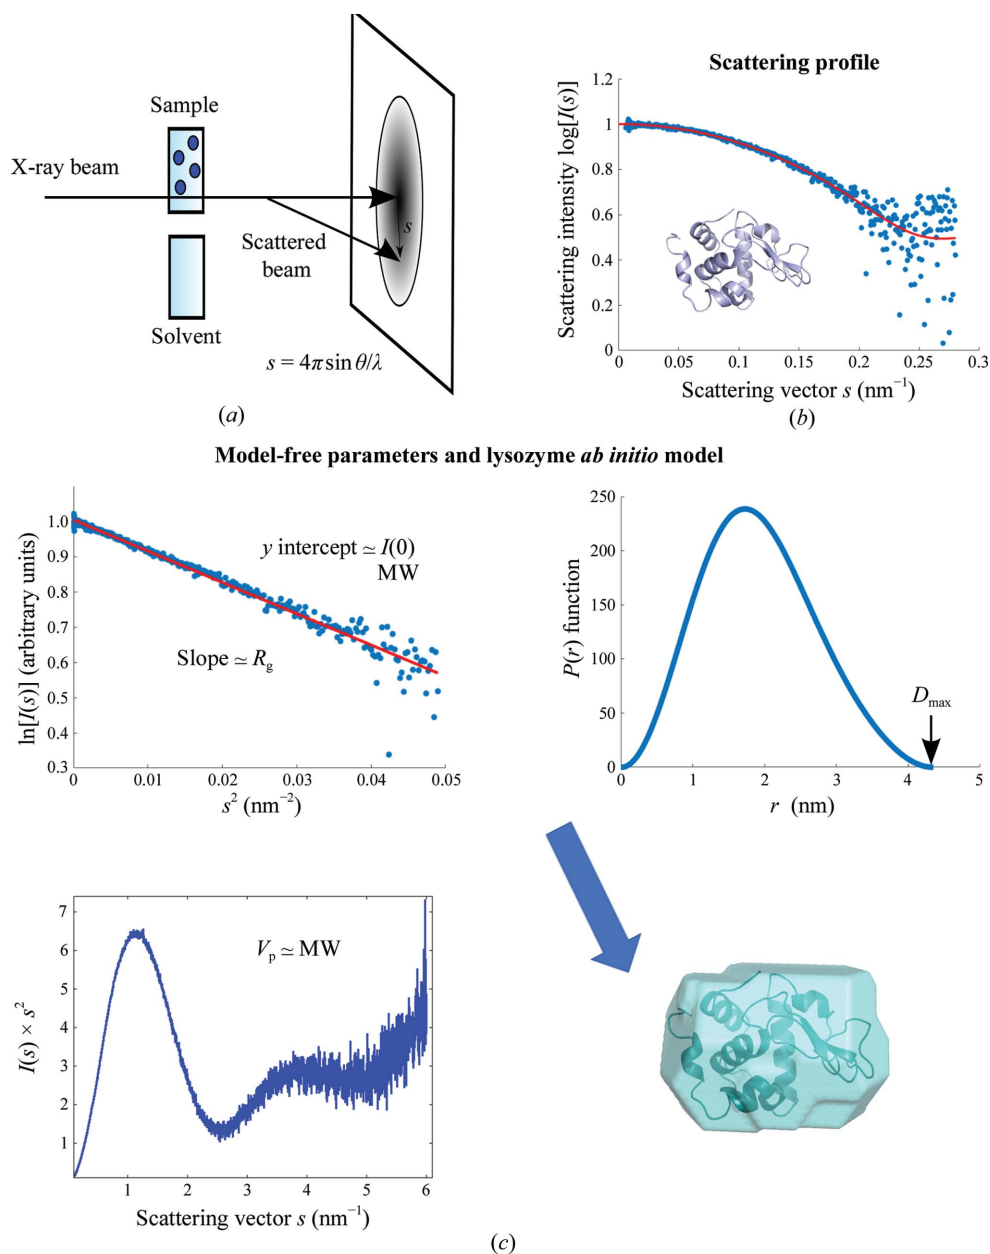 Sample
X-ray beam
Scattered
beam
s
Solvent
s = 4π sin θ/λ
(a)
Scattering profile
Scattering intensity log[I(s)]
1.2
1
0.8
0.6
0.4
0.2
0
0 0.05 0.1 0.15 0.2 0.25 0.3
Scattering vector s (nm⁻¹)
(b)
Model-free parameters and lysozyme ab initio model
ln[I(s)] (arbitrary units)
1.0
0.9
0.8
0.7
0.6
0.5
0.4
0.3
y intercept ≃ I(0)
MW
Slope ≃ Rg
0 0.01 0.02 0.03 0.04 0.05
s² (nm⁻²)
P(r) function
250
200
150
100
50
0
Dmax
0 1 2 3 4 5
r (nm)
I(s) × s²
7
6
5
4
3
2
1
Vp ≃ MW
1 2 3 4 5 6
Scattering vector s (nm⁻¹)
(c)